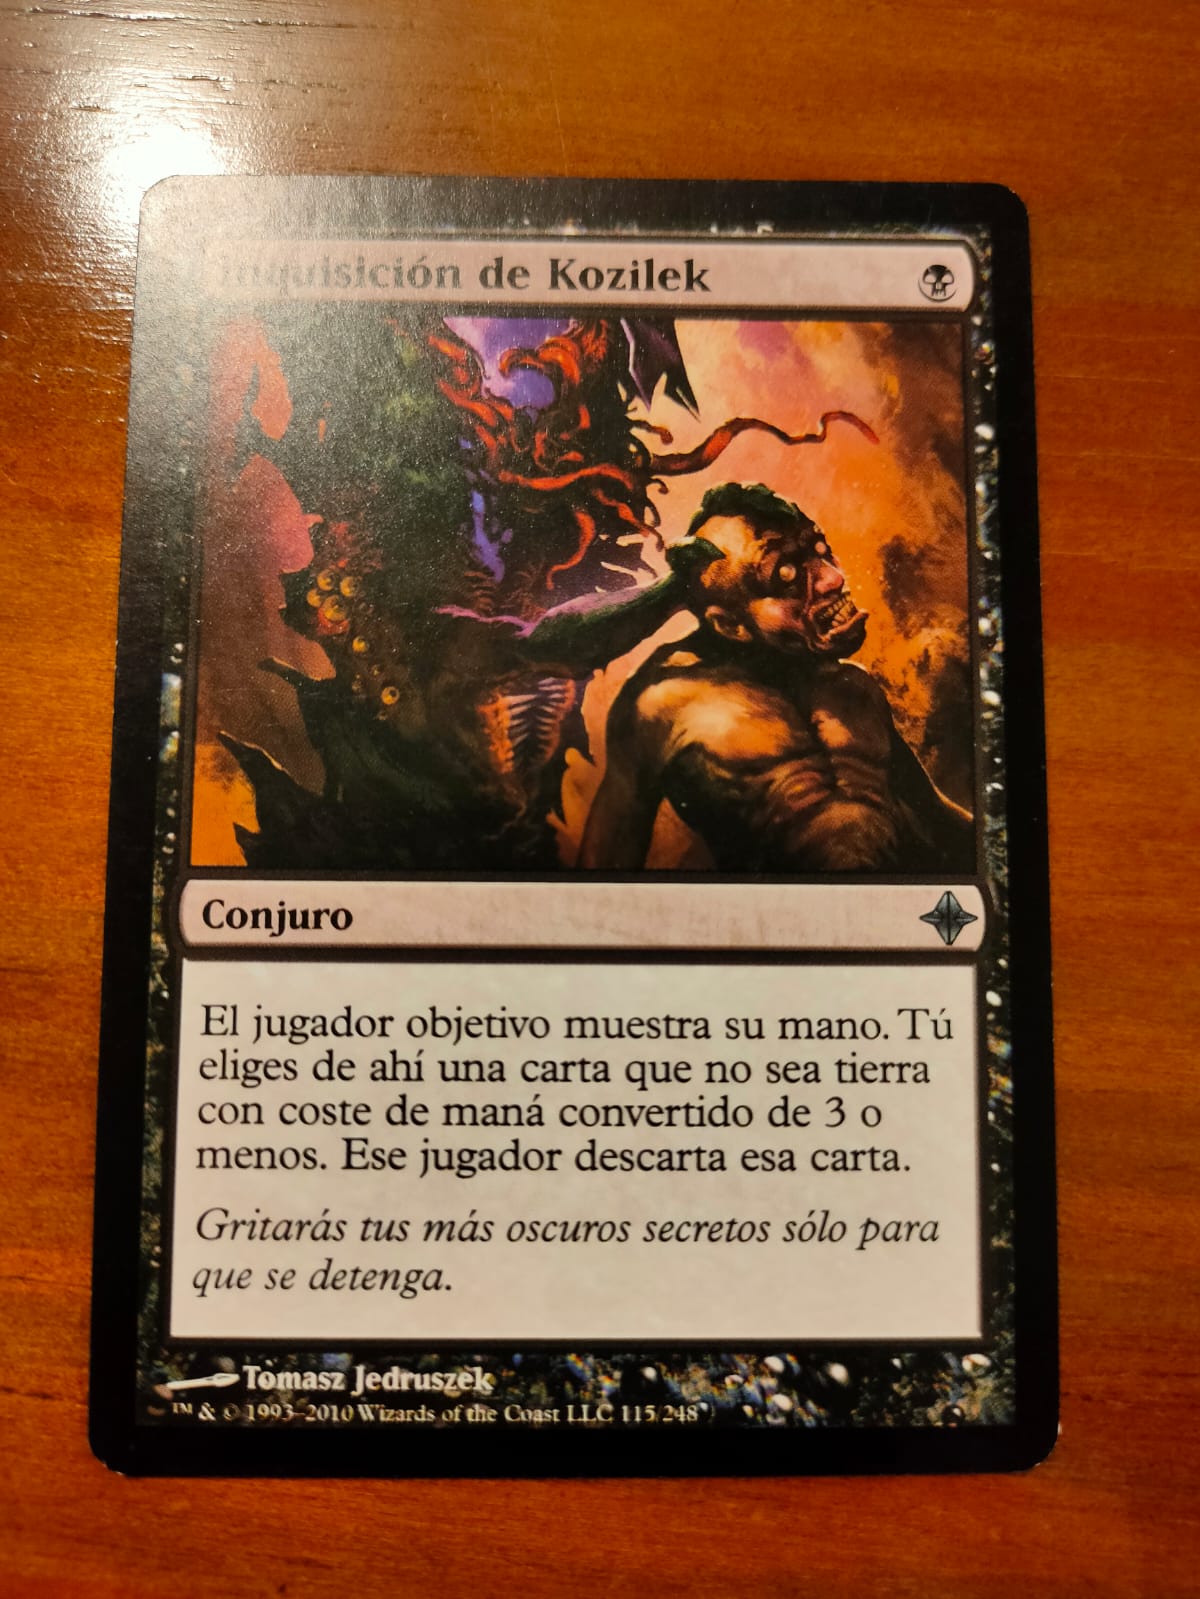 Inquisición de Kozilek
Conjuro
El jugador objetivo muestra su mano. Tú
eliges de ahí una carta que no sea tierra
con coste de maná convertido de 3 o
menos. Ese jugador descarta esa carta.
Gritarás tus más oscuros secretos sólo para
que se detenga.
Tomasz Jedruszek
™ & © 1993–2010 Wizards of the Coast LLC 115/248